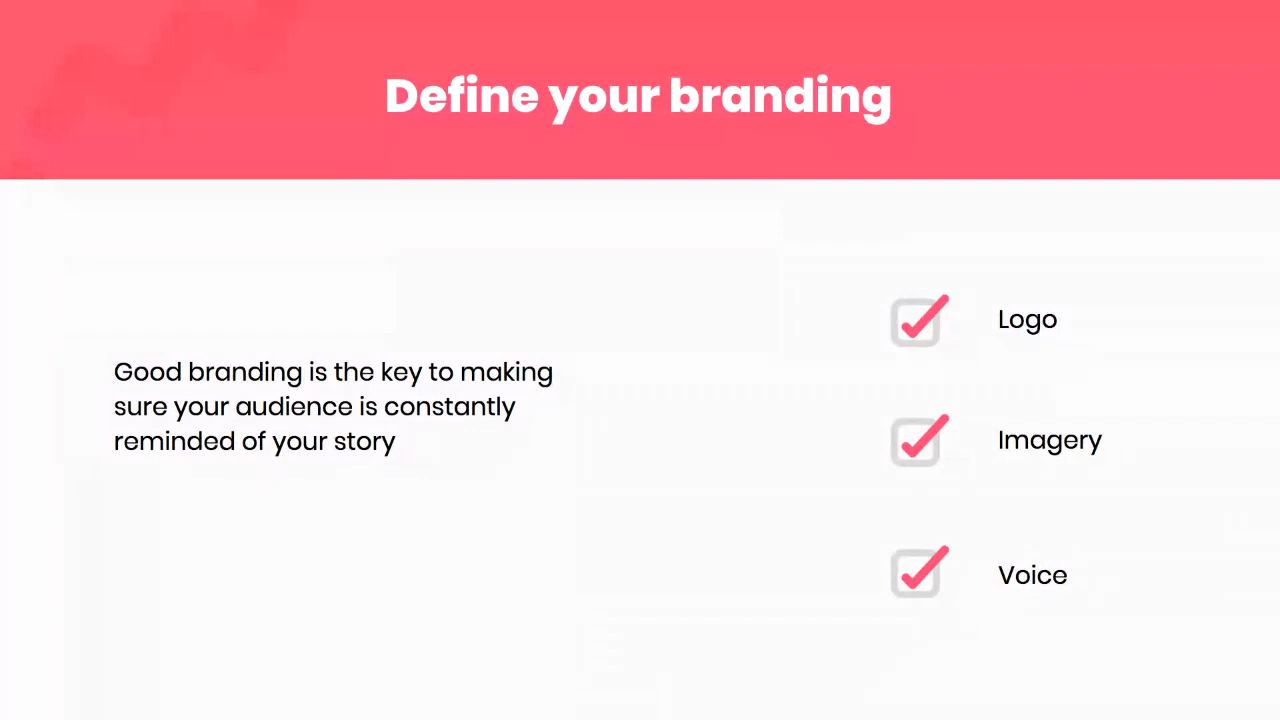 Define your branding
Good branding is the key to making
sure your audience is constantly
reminded of your story
Logo
Imagery
Voice